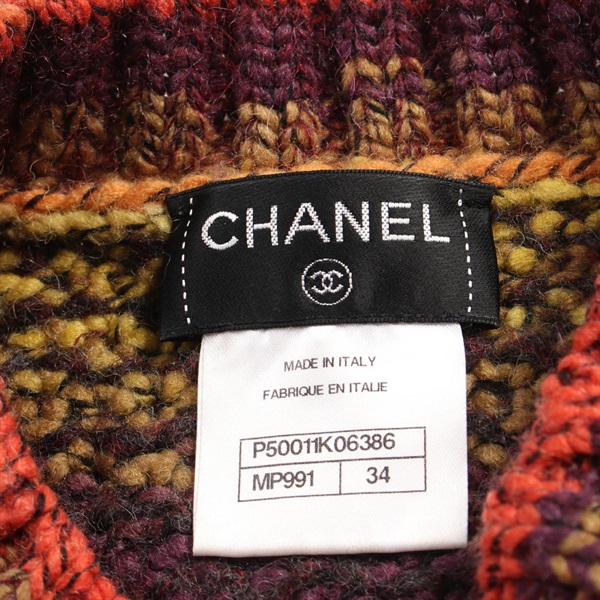 CHANEL
MADE IN ITALY
FABRIQUE EN ITALIE
P50011K06386
MP991 34